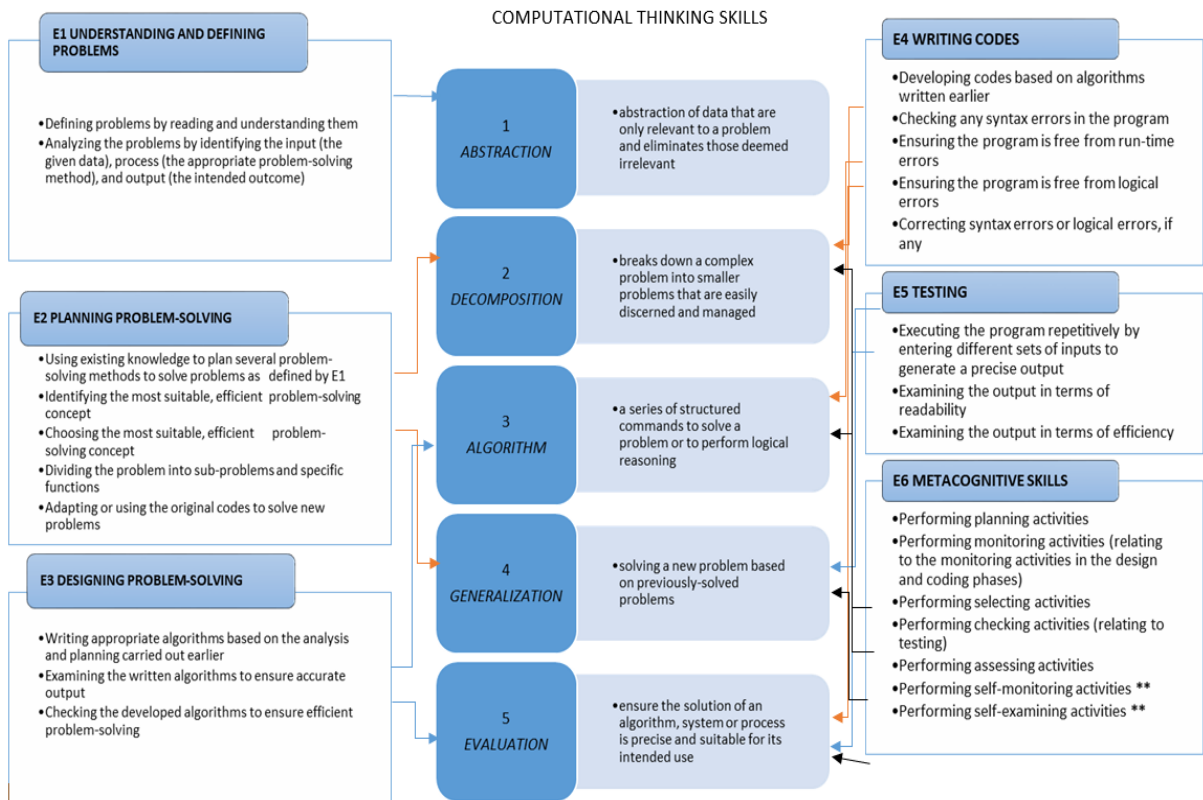 COMPUTATIONAL THINKING SKILLS
E1 UNDERSTANDING AND DEFINING
PROBLEMS
•Defining problems by reading and understanding them
•Analyzing the problems by identifying the input (the
given data), process (the appropriate problem-solving
method), and output (the intended outcome)
E2 PLANNING PROBLEM-SOLVING
•Using existing knowledge to plan several problem-
solving methods to solve problems as defined by E1
•Identifying the most suitable, efficient problem-solving
concept
•Choosing the most suitable, efficient problem-
solving concept
•Dividing the problem into sub-problems and specific
functions
•Adapting or using the original codes to solve new
problems
E3 DESIGNING PROBLEM-SOLVING
•Writing appropriate algorithms based on the analysis
and planning carried out earlier
•Examining the written algorithms to ensure accurate
output
•Checking the developed algorithms to ensure efficient
problem-solving
1
ABSTRACTION
•abstraction of data that are
only relevant to a problem
and eliminates those deemed
irrelevant
2
DECOMPOSITION
•breaks down a complex
problem into smaller
problems that are easily
discerned and managed
3
ALGORITHM
•a series of structured
commands to solve a
problem or to perform logical
reasoning
4
GENERALIZATION
•solving a new problem based
on previously-solved
problems
5
EVALUATION
•ensure the solution of an
algorithm, system or process
is precise and suitable for its
intended use
E4 WRITING CODES
•Developing codes based on algorithms
written earlier
•Checking any syntax errors in the program
•Ensuring the program is free from run-time
errors
•Ensuring the program is free from logical
errors
•Correcting syntax errors or logical errors, if
any
E5 TESTING
•Executing the program repetitively by
entering different sets of inputs to
generate a precise output
•Examining the output in terms of
readability
•Examining the output in terms of efficiency
E6 METACOGNITIVE SKILLS
•Performing planning activities
•Performing monitoring activities (relating
to the monitoring activities in the design
and coding phases)
•Performing selecting activities
•Performing checking activities (relating to
testing)
•Performing assessing activities
•Performing self-monitoring activities **
•Performing self-examining activities **